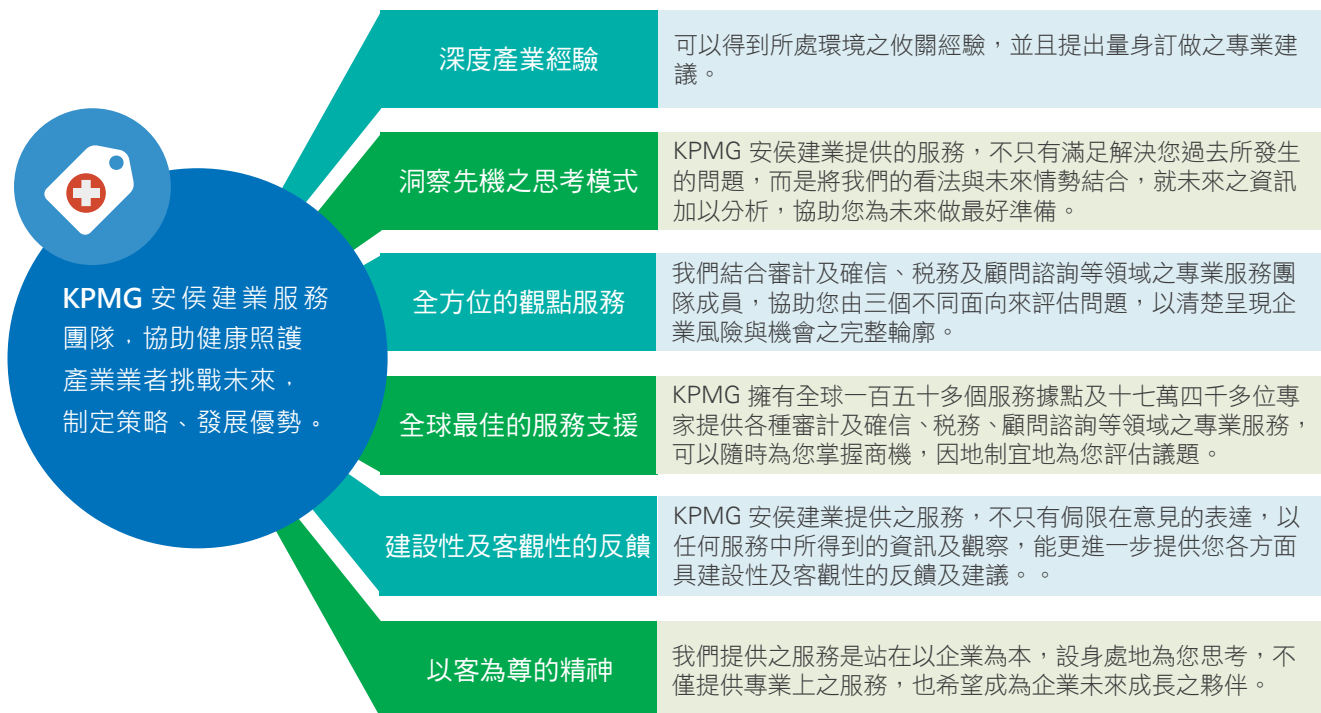 KPMG 安侯建業服務
團隊，協助健康照護
產業業者挑戰未來，
制定策略、發展優勢。
深度產業經驗
可以得到所處環境之攸關經驗，並且提出量身訂做之專業建
議。
洞察先機之思考模式
KPMG 安侯建業提供的服務，不只有滿足解決您過去所發生
的問題，而是將我們的看法與未來情勢結合，就未來之資訊
加以分析，協助您為未來做最好準備。
全方位的觀點服務
我們結合審計及確信、稅務及顧問諮詢等領域之專業服務團
隊成員，協助您由三個不同面向來評估問題，以清楚呈現企
業風險與機會之完整輪廓。
全球最佳的服務支援
KPMG 擁有全球一百五十多個服務據點及十七萬四千多位專
家提供各種審計及確信、稅務、顧問諮詢等領域之專業服務，
可以隨時為您掌握商機，因地制宜地為您評估議題。
建設性及客觀性的反饋
KPMG 安侯建業提供之服務，不只有侷限在意見的表達，以
任何服務中所得到的資訊及觀察，能更進一步提供您各方面
具建設性及客觀性的反饋及建議。。
以客為尊的精神
我們提供之服務是站在以企業為本，設身處地為您思考，不
僅提供專業上之服務，也希望成為企業未來成長之夥伴。